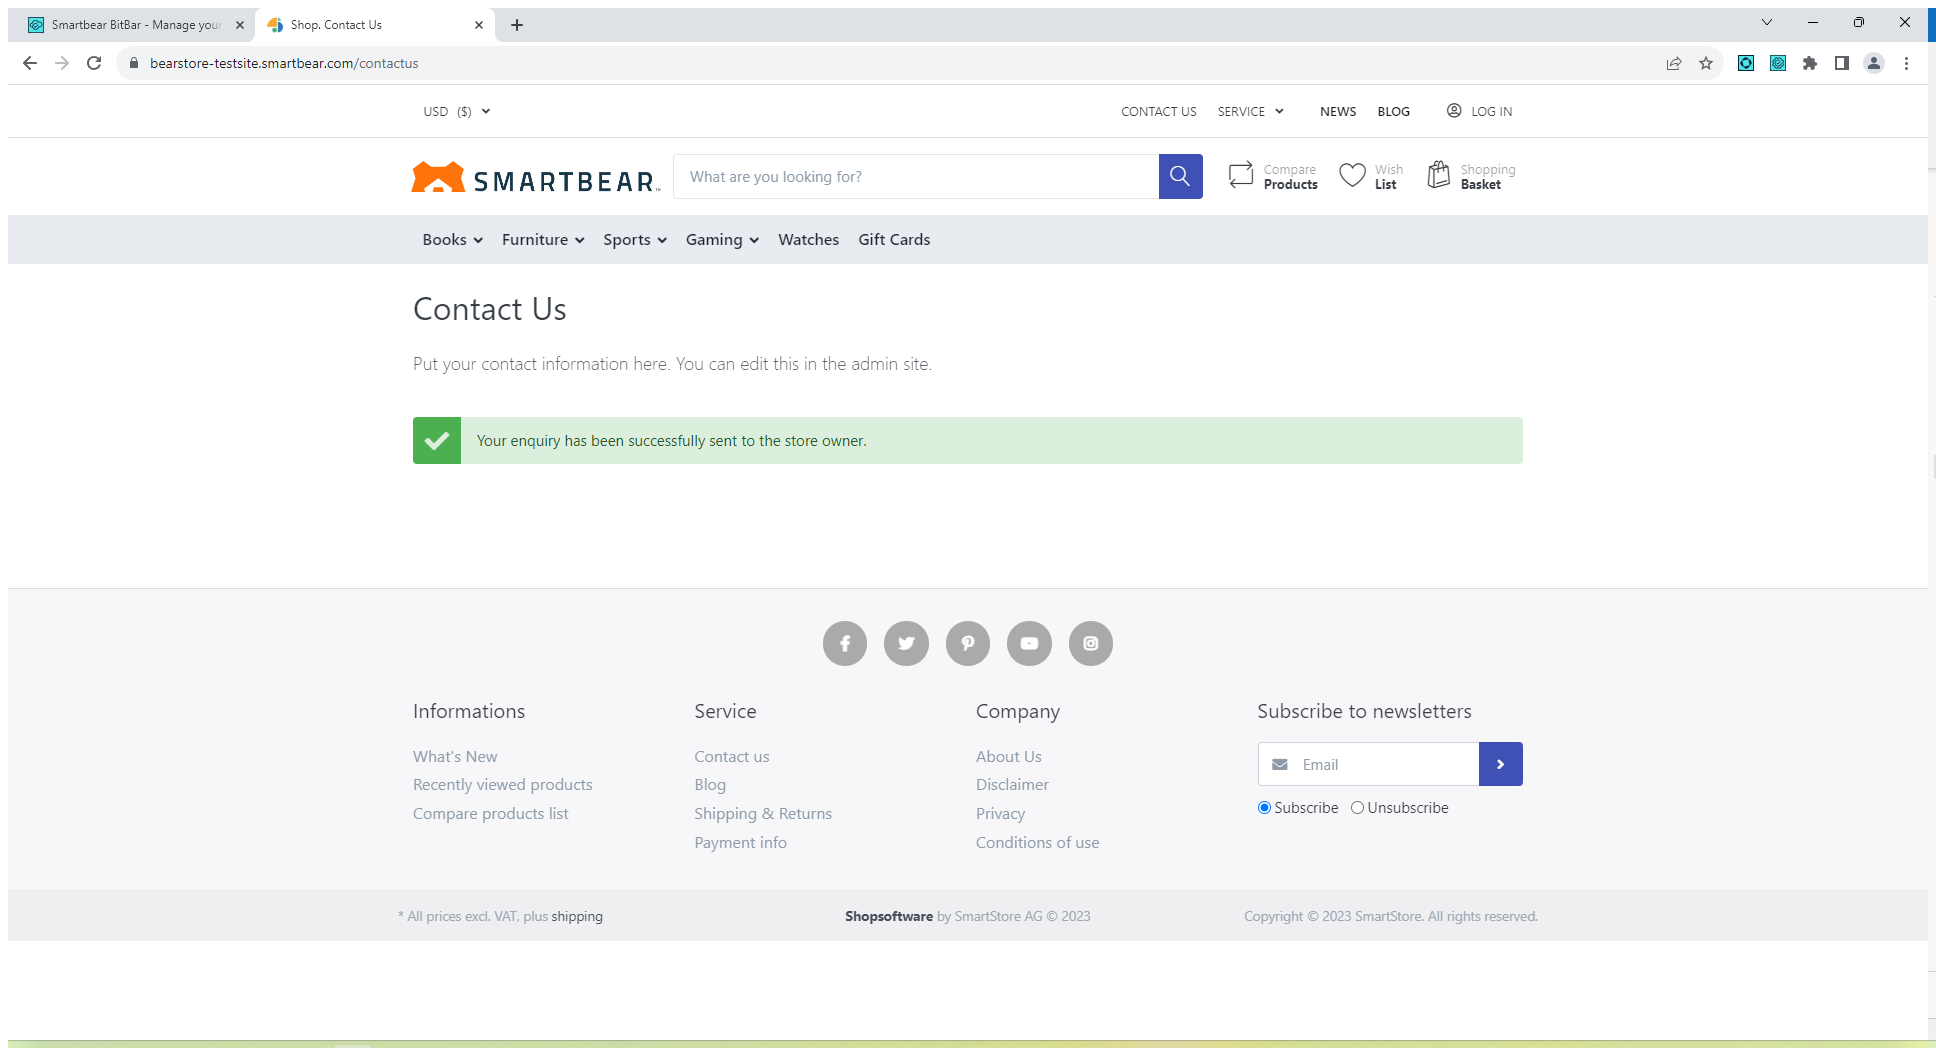 Smartbear BitBar - Manage your
Shop. Contact Us
bearstore-testsite.smartbear.com/contactus
USD ($)
CONTACT US SERVICE NEWS BLOG LOG IN
SMARTBEAR
What are you looking for?
Compare
Products
Wish
List
Shopping
Basket
Books Furniture Sports Gaming Watches Gift Cards
Contact Us
Put your contact information here. You can edit this in the admin site.
Your enquiry has been successfully sent to the store owner.
Informations
What's New
Recently viewed products
Compare products list
Service
Contact us
Blog
Shipping & Returns
Payment info
Company
About Us
Disclaimer
Privacy
Conditions of use
Subscribe to newsletters
Email
Subscribe Unsubscribe
* All prices excl. VAT, plus shipping
Shopsoftware by SmartStore AG © 2023
Copyright © 2023 SmartStore. All rights reserved.